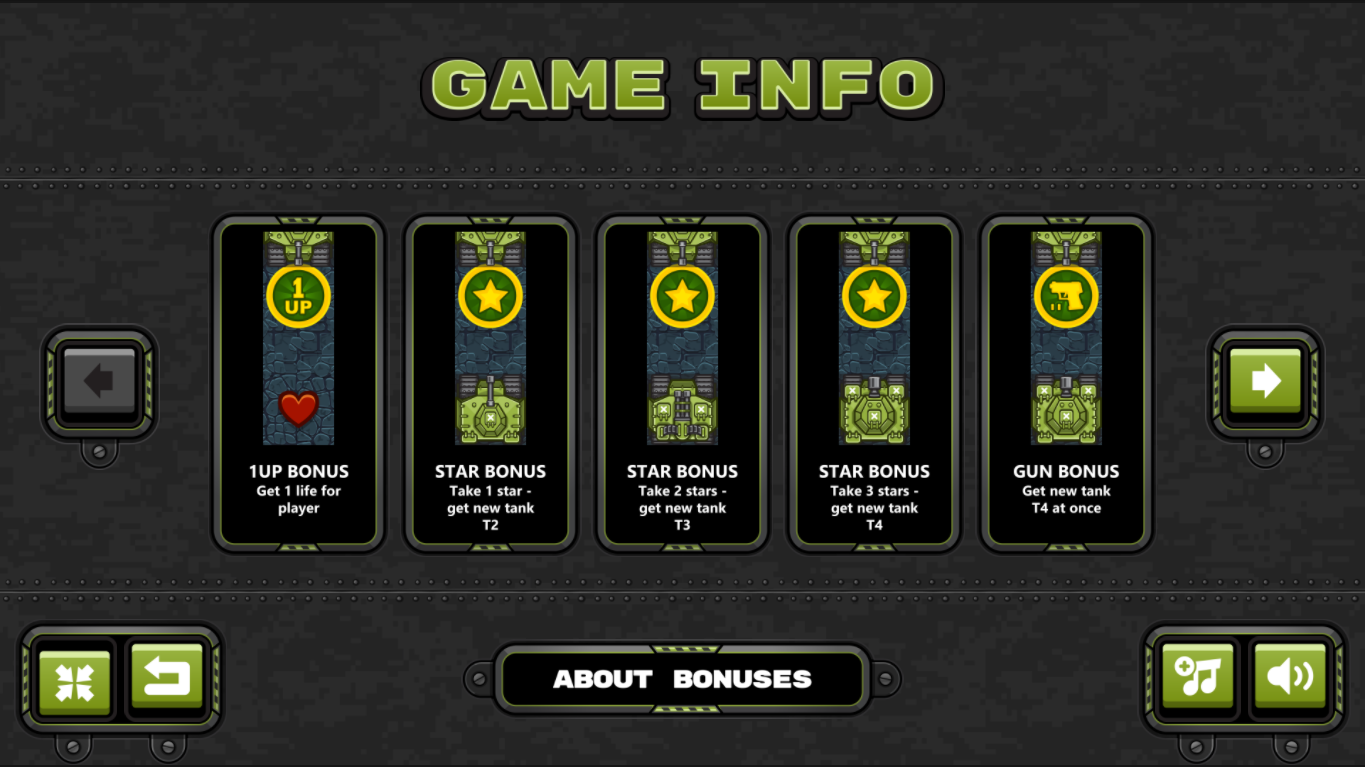 GAME INFO
1
UP
1UP BONUS
Get 1 life for
player
STAR BONUS
Take 1 star -
get new tank
T2
STAR BONUS
Take 2 stars -
get new tank
T3
STAR BONUS
Take 3 stars -
get new tank
T4
GUN BONUS
Get new tank
T4 at once
ABOUT BONUSES